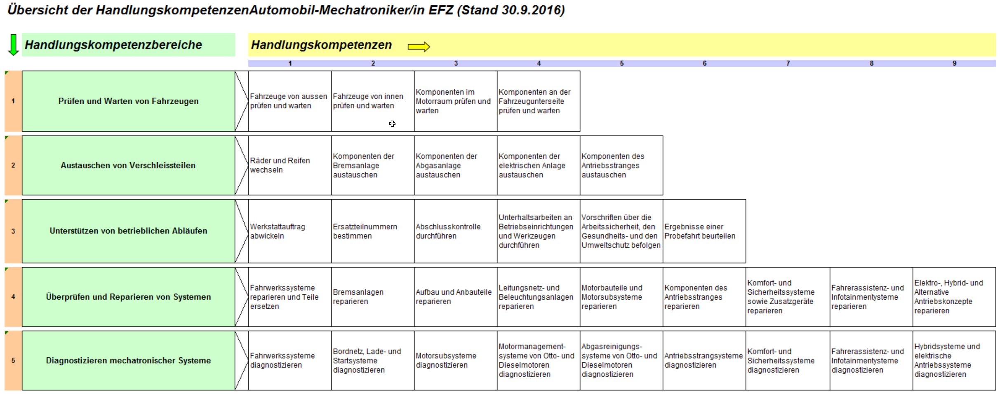 Übersicht der HandlungskompetenzenAutomobil-Mechatroniker/in EFZ (Stand 30.9.2016)
Handlungskompetenzbereiche
Handlungskompetenzen
1 2 3 4 5 6 7 8 9
1
Prüfen und Warten von Fahrzeugen
Fahrzeuge von aussen
prüfen und warten
Fahrzeuge von innen
prüfen und warten
Komponenten im
Motorraum prüfen und
warten
Komponenten an der
Fahrzeugunterseite
prüfen und warten
2
Austauschen von Verschleissteilen
Räder und Reifen
wechseln
Komponenten der
Bremsanlage
austauschen
Komponenten der
Abgasanlage
austauschen
Komponenten der
elektrischen Anlage
austauschen
Komponenten des
Antriebsstranges
austauschen
3
Unterstützen von betrieblichen Abläufen
Werkstattauftrag
abwickeln
Ersatzteilnummern
bestimmen
Abschlusskontrolle
durchführen
Unterhaltsarbeiten an
Betriebseinrichtungen
und Werkzeugen
durchführen
Vorschriften über die
Arbeitssicherheit, den
Gesundheits- und den
Umweltschutz befolgen
Ergebnisse einer
Probefahrt beurteilen
4
Überprüfen und Reparieren von Systemen
Fahrwerkssysteme
reparieren und Teile
ersetzen
Bremsanlagen
reparieren
Aufbau und Anbauteile
reparieren
Leitungsnetz- und
Beleuchtungsanlagen
reparieren
Motorbauteile und
Motorsubsysteme
reparieren
Komponenten des
Antriebsstranges
reparieren
Komfort- und
Sicherheitssysteme
sowie Zusatzgeräte
reparieren
Fahrerassistenz- und
Infotainmentysteme
reparieren
Elektro-, Hybrid- und
Alternative
Antriebskonzepte
reparieren
5
Diagnostizieren mechatronischer Systeme
Fahrwerkssysteme
diagnostizieren
Bordnetz, Lade- und
Startsysteme
diagnostizieren
Motorsubsysteme
diagnostizieren
Motormanagement-
systeme von Otto- und
Dieselmotoren
diagnostizieren
Abgasreinigungs-
systeme von Otto- und
Dieselmotoren
diagnostizieren
Antriebsstrangsysteme
diagnostizieren
Komfort- und
Sicherheitssysteme
diagnostizieren
Fahrerassistenz- und
Infotainmentysteme
diagnostizieren
Hybridsysteme und
elektrische
Antriebssysteme
diagnostizieren